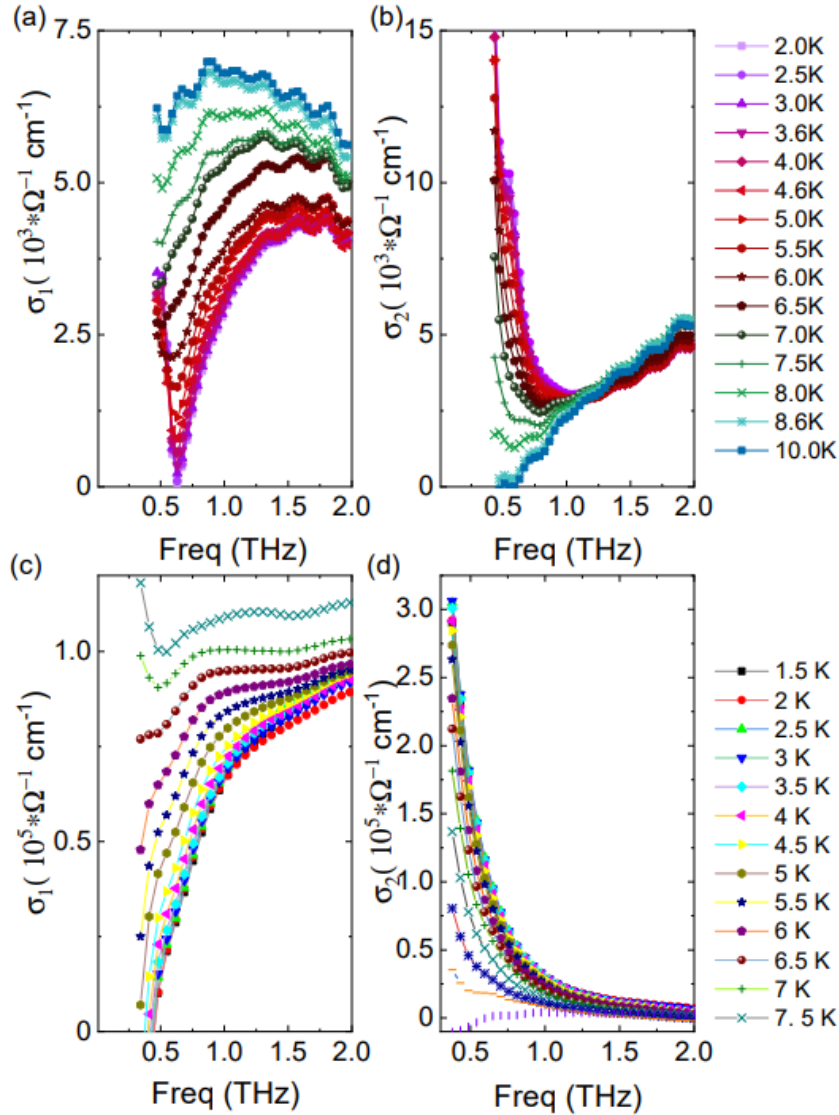 (a)
7.5
5.0
2.5
0
0.5 1.0 1.5 2.0
σ₁( 10³*Ω⁻¹ cm⁻¹)
Freq (THz)
(b)
15
10
5
0
0.5 1.0 1.5 2.0
σ₂( 10³*Ω⁻¹ cm⁻¹)
Freq (THz)
2.0K
2.5K
3.0K
3.6K
4.0K
4.6K
5.0K
5.5K
6.0K
6.5K
7.0K
7.5K
8.0K
8.6K
10.0K
(c)
1.0
0.5
0
0.5 1.0 1.5 2.0
σ₁( 10⁵*Ω⁻¹ cm⁻¹)
Freq (THz)
(d)
3.0
2.5
2.0
1.5
1.0
0.5
0
0.5 1.0 1.5 2.0
σ₂( 10⁵*Ω⁻¹ cm⁻¹)
Freq (THz)
1.5 K
2 K
2.5 K
3 K
3.5 K
4 K
4.5 K
5 K
5.5 K
6 K
6.5 K
7 K
7. 5 K